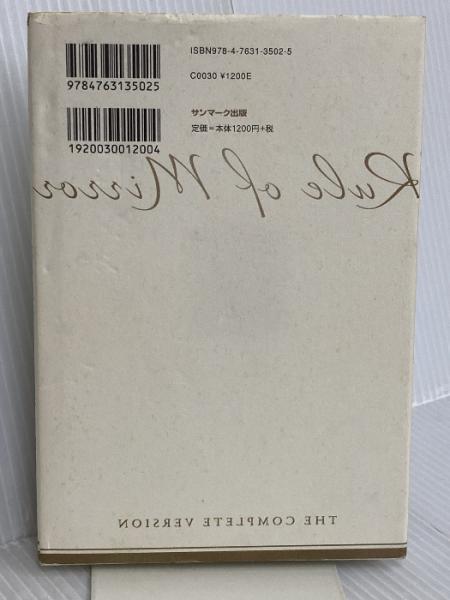 ISBN978-4-7631-3502-5
C0030 ¥1200E
9784763135025
サンマーク出版
定価=本体1200円+税
1920030012004
Rule of Mirror
THE COMPLETE VERSION